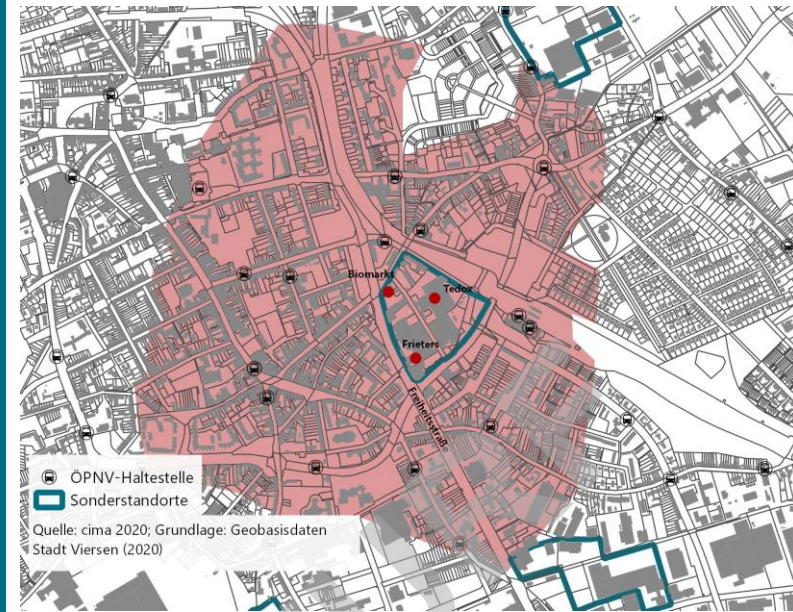 Biomarkt
Tedox
Frieters
Freiheitsstraße
ÖPNV-Haltestelle
Sonderstandorte
Quelle: cima 2020; Grundlage: Geobasisdaten
Stadt Viersen (2020)